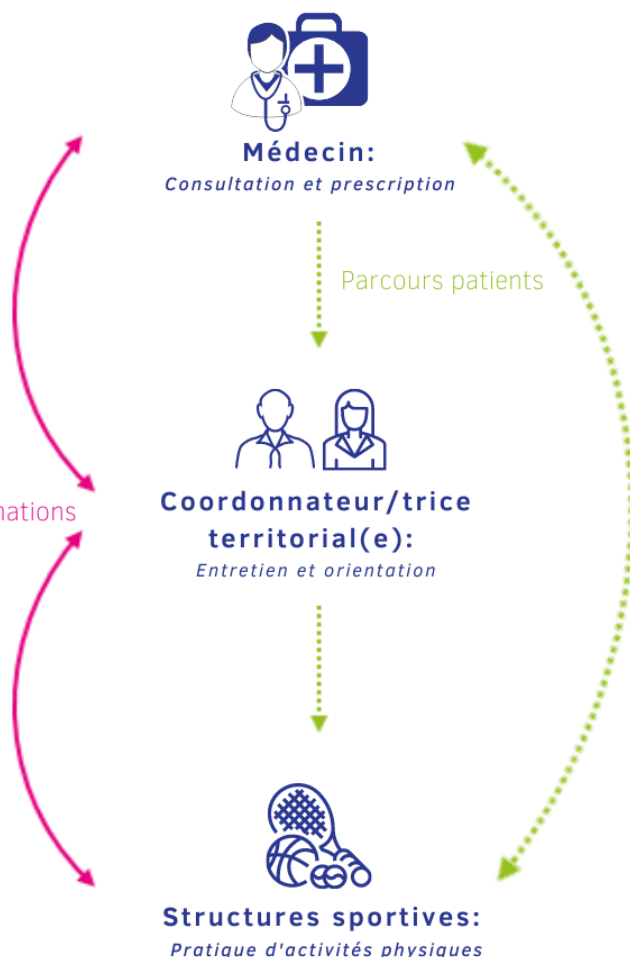 Médecin:
Consultation et prescription
Parcours patients
Coordonnateur/trice
territorial(e):
Entretien et orientation
Structures sportives:
Pratique d'activités physiques